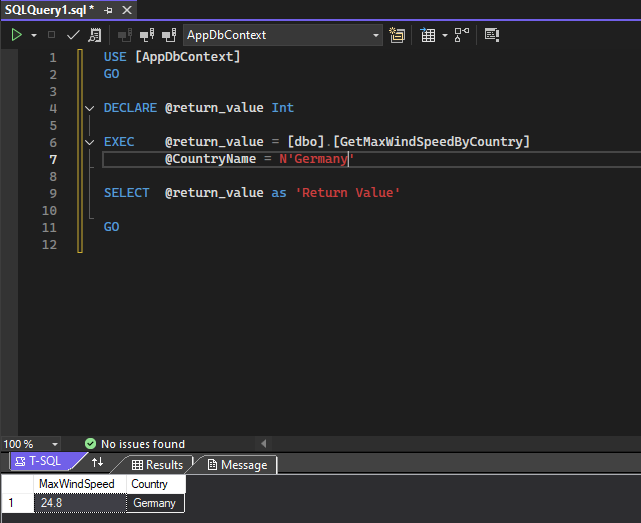 SQLQuery1.sql *
AppDbContext
1 USE [AppDbContext]
2 GO
3
4 DECLARE @return_value Int
5
6 EXEC @return_value = [dbo].[GetMaxWindSpeedByCountry]
7 @CountryName = N'Germany'
8
9 SELECT @return_value as 'Return Value'
10
11 GO
12
100 % No issues found
T-SQL Results Message
MaxWindSpeed Country
1 24.8 Germany